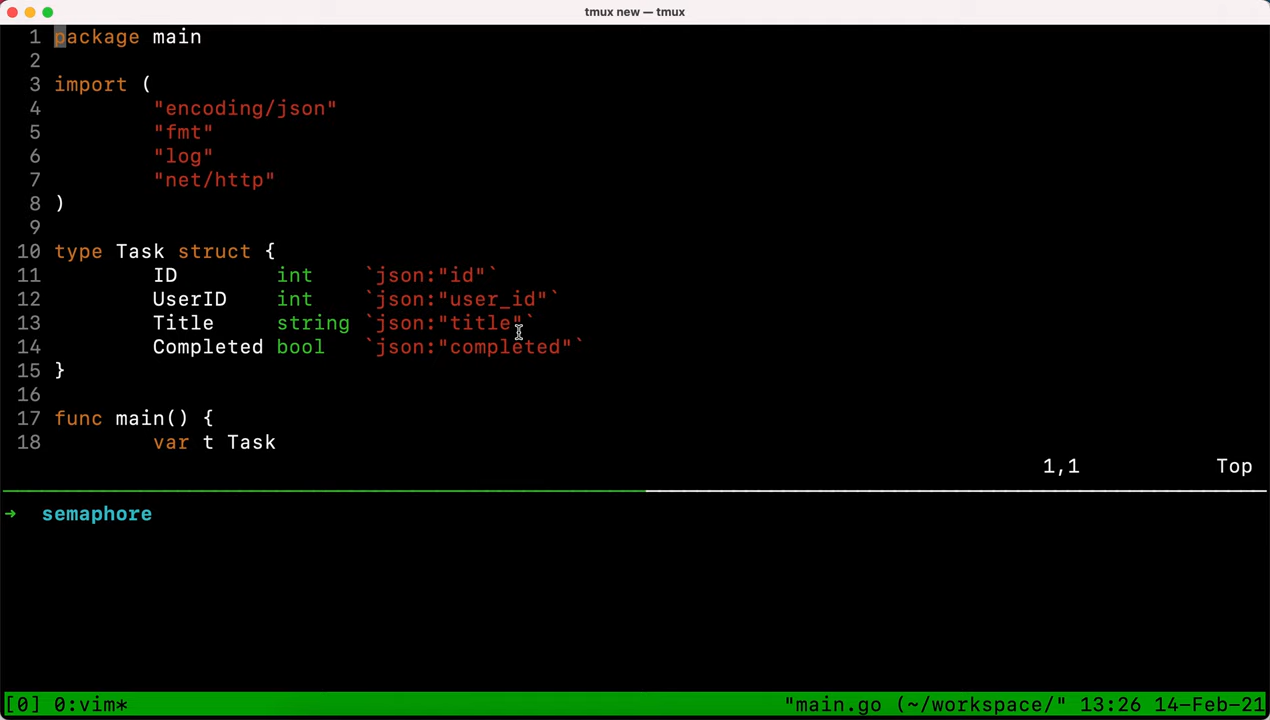 tmux new — tmux
1 package main
2
3 import (
4         "encoding/json"
5         "fmt"
6         "log"
7         "net/http"
8 )
9
10 type Task struct {
11         ID        int    `json:"id"`
12         UserID    int    `json:"user_id"`
13         Title     string `json:"title"`
14         Completed bool   `json:"completed"`
15 }
16
17 func main() {
18         var t Task
1,1           Top
→  semaphore
[0] 0:vim*    "main.go (~/workspace/" 13:26 14-Feb-21